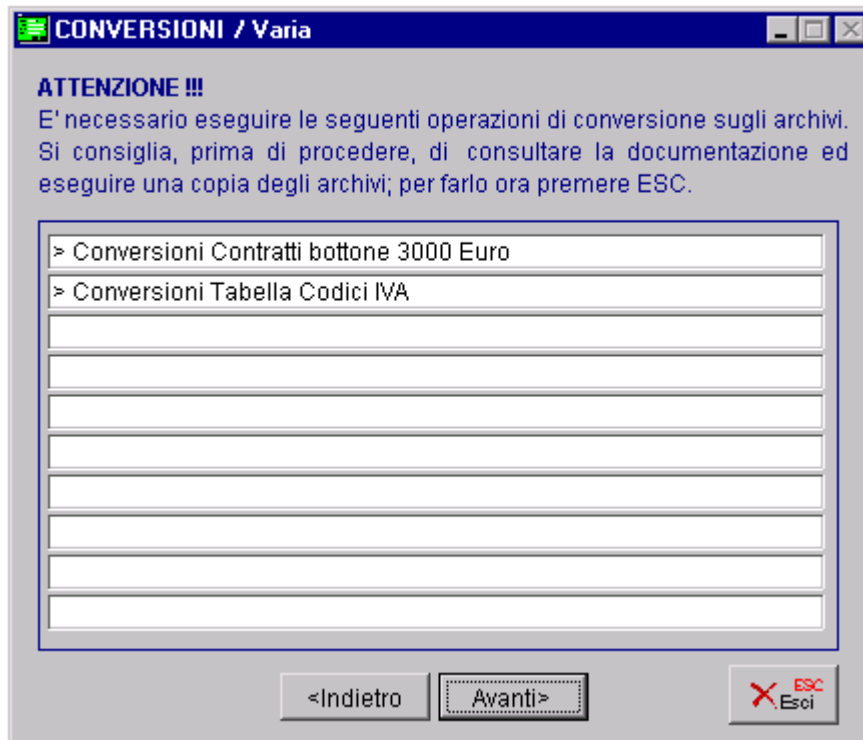 CONVERSIONI / Varia
ATTENZIONE !!!
E' necessario eseguire le seguenti operazioni di conversione sugli archivi.
Si consiglia, prima di procedere, di consultare la documentazione ed
eseguire una copia degli archivi; per farlo ora premere ESC.
> Conversioni Contratti bottone 3000 Euro
> Conversioni Tabella Codici IVA
<Indietro
Avanti>
ESC
Esci